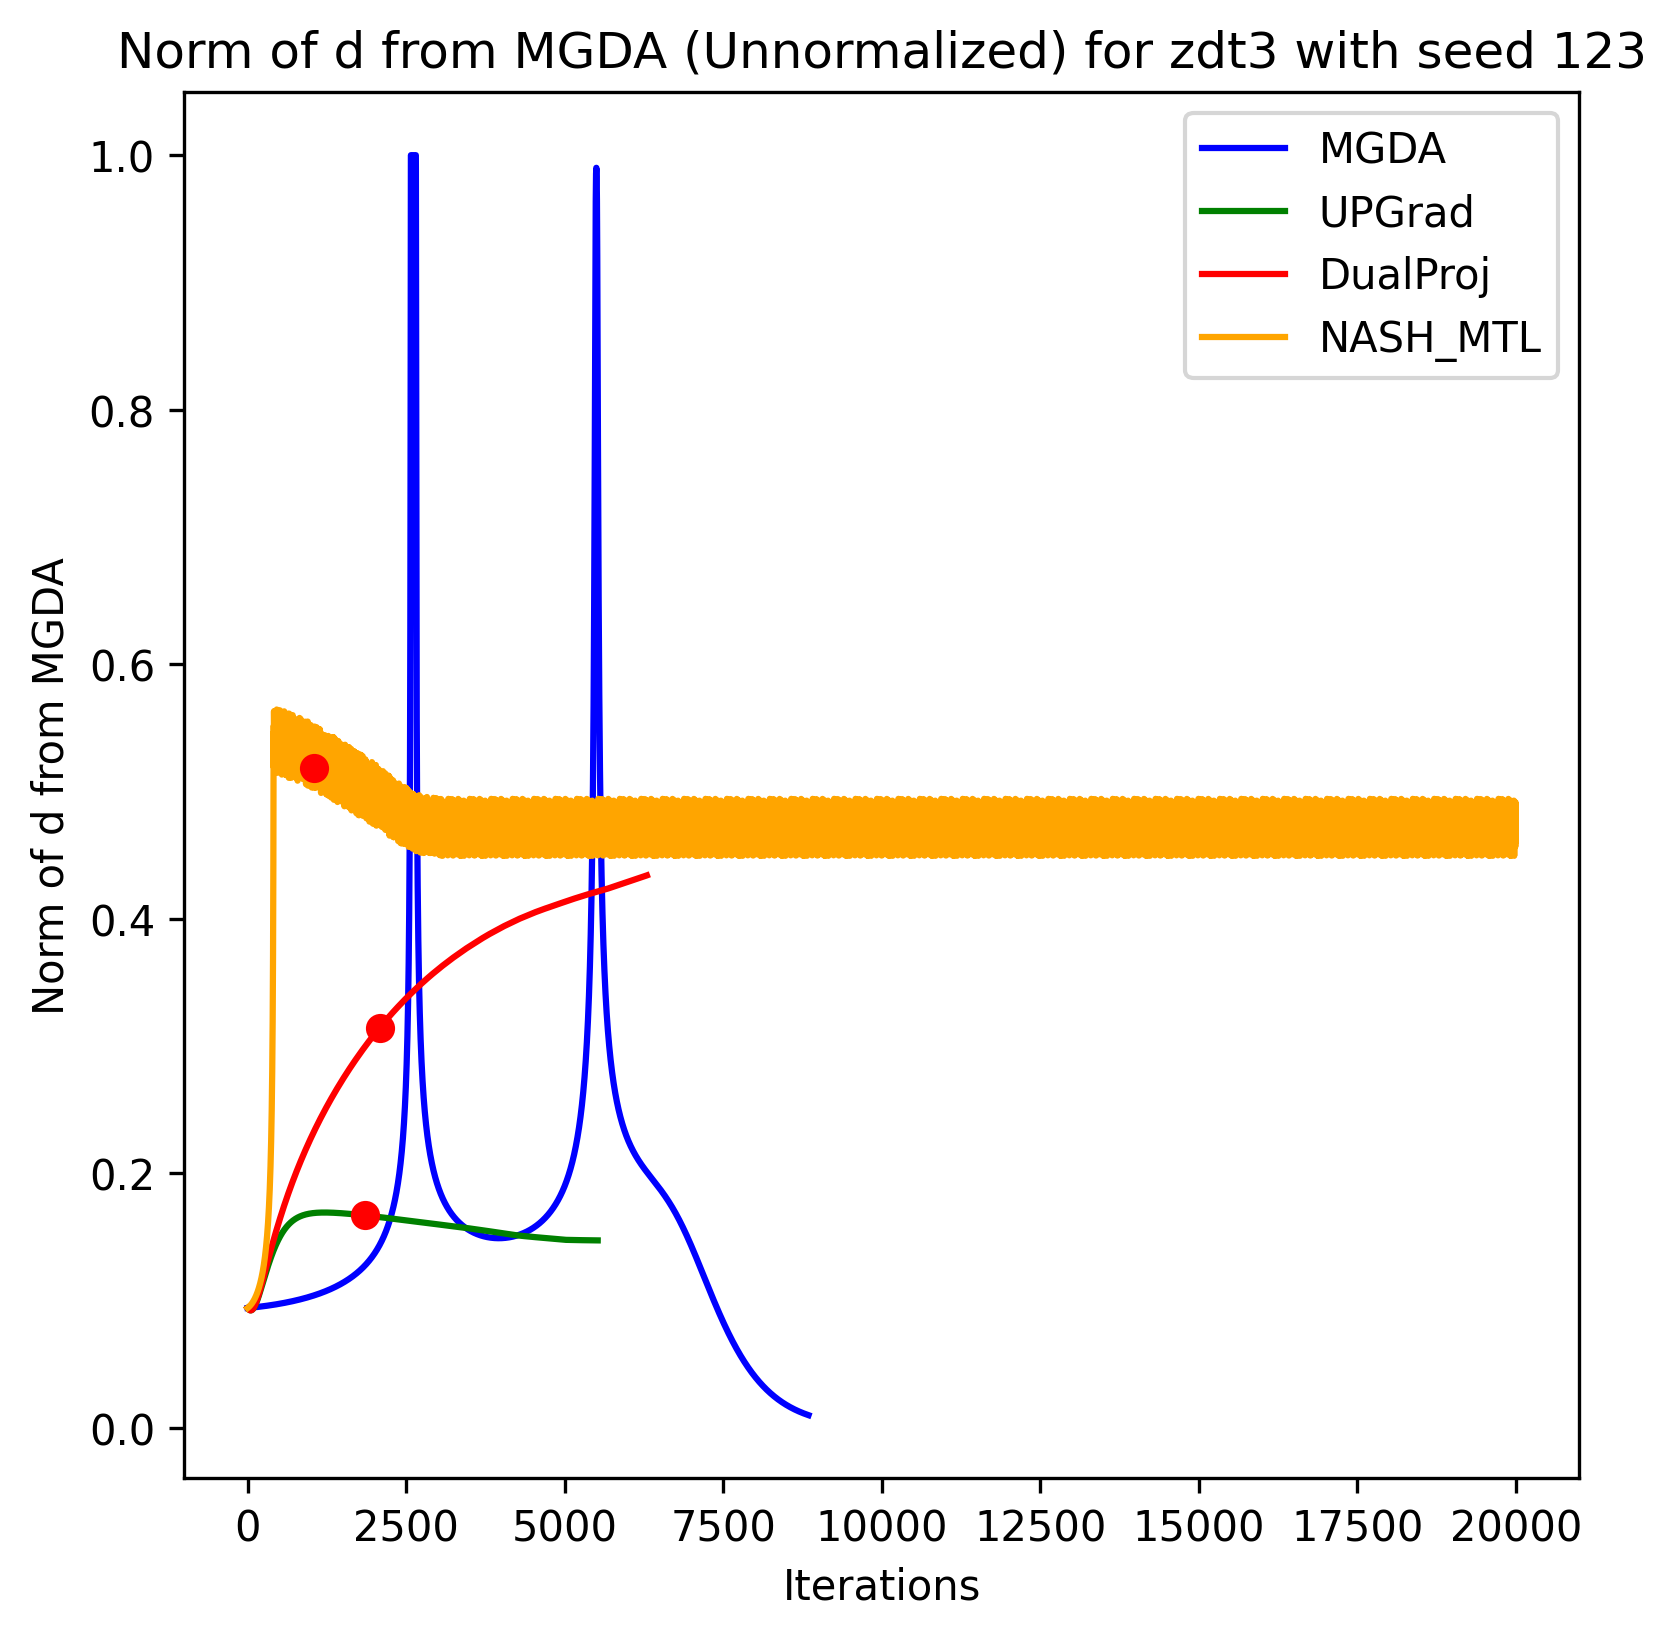 Norm of d from MGDA (Unnormalized) for zdt3 with seed 123
MGDA
UPGrad
DualProj
NASH_MTL
Norm of d from MGDA
1.0
0.8
0.6
0.4
0.2
0.0
0 2500 5000 7500 10000 12500 15000 17500 20000
Iterations